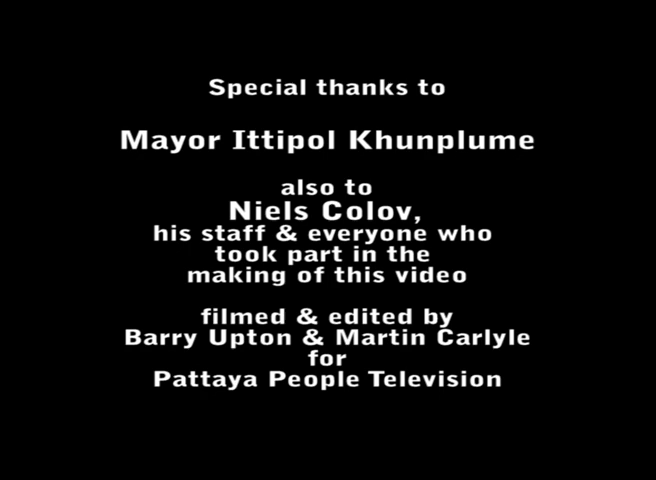 Special thanks to
Mayor Ittipol Khunplume
also to
Niels Colov,
his staff & everyone who
took part in the
making of this video
filmed & edited by
Barry Upton & Martin Carlyle
for
Pattaya People Television